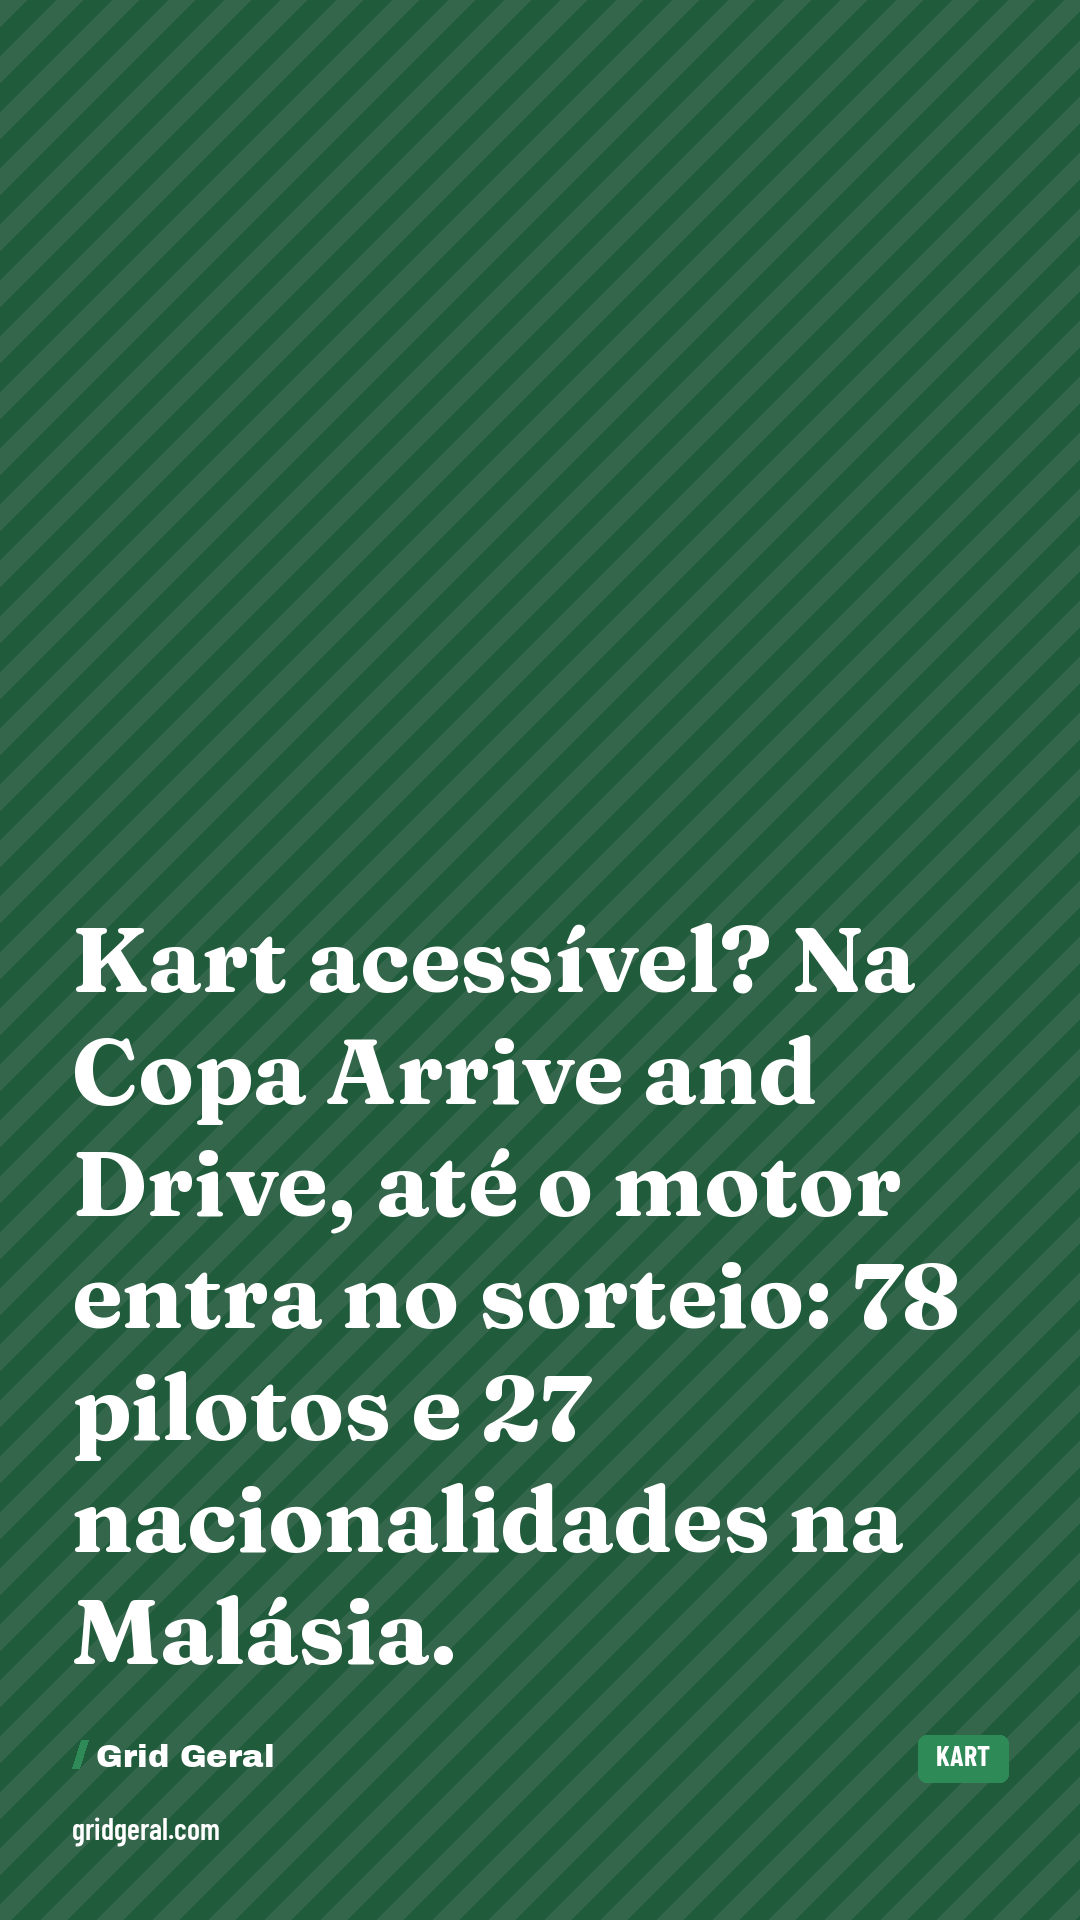 Kart acessível? Na
Copa Arrive and
Drive, até o motor
entra no sorteio: 78
pilotos e 27
nacionalidades na
Malásia.
/ Grid Geral
KART
gridgeral.com